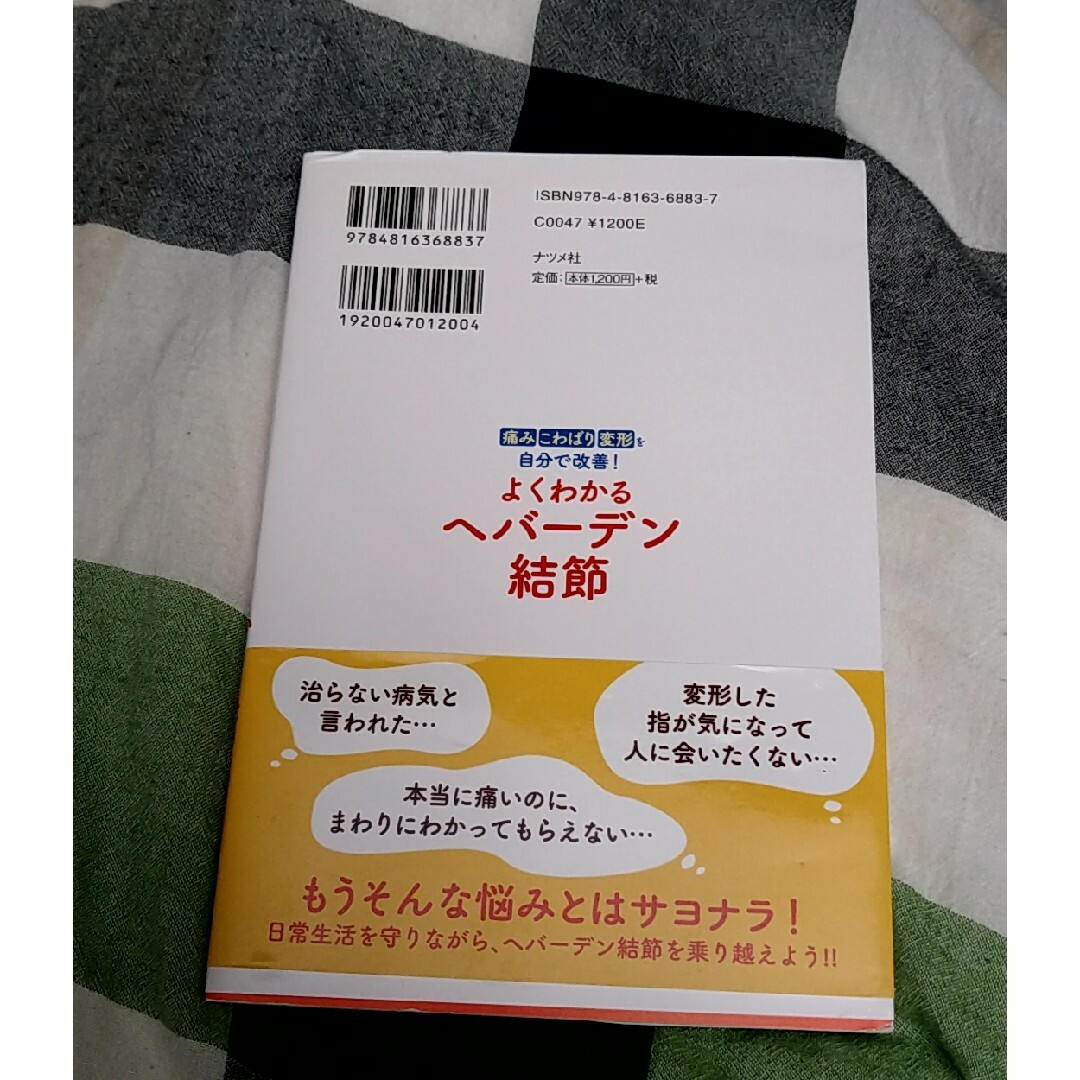 ISBN978-4-8163-6883-7
C0047 ¥1200E
9784816368837
ナツメ社
定価:本体1,200円+税
1920047012004
痛みこわばり変形を
自分で改善!
よくわかる
ヘバーデン
結節
治らない病気と
言われた…
変形した
指が気になって
人に会いたくない…
本当に痛いのに、
まわりにわかってもらえない…
もうそんな悩みとはサヨナラ!
日常生活を守りながら、ヘバーデン結節を乗り越えよう!!